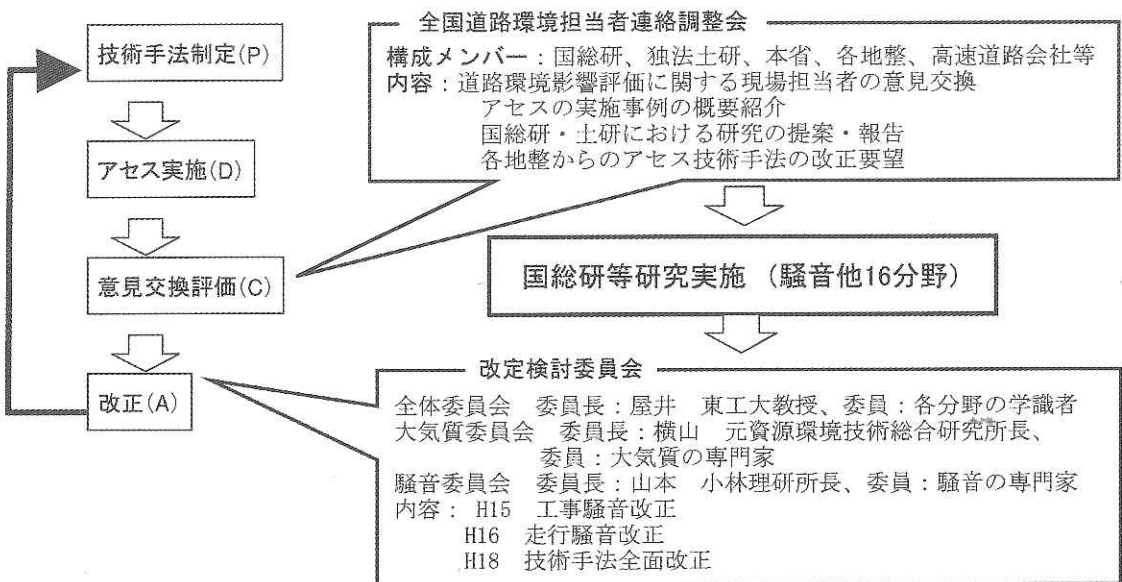 技術手法制定(P)
アセス実施(D)
意見交換評価(C)
改正(A)
全国道路環境担当者連絡調整会
構成メンバー：国総研、独法土研、本省、各地整、高速道路会社等
内容：道路環境影響評価に関する現場担当者の意見交換
アセスの実施事例の概要紹介
国総研・土研における研究の提案・報告
各地整からのアセス技術手法の改正要望
国総研等研究実施（騒音他16分野）
改定検討委員会
全体委員会　委員長：屋井　東工大教授、委員：各分野の学識者
大気質委員会　委員長：横山　元資源環境技術総合研究所長、
委員：大気質の専門家
騒音委員会　委員長：山本　小林理研所長、委員：騒音の専門家
内容： H15　工事騒音改正
H16　走行騒音改正
H18　技術手法全面改正